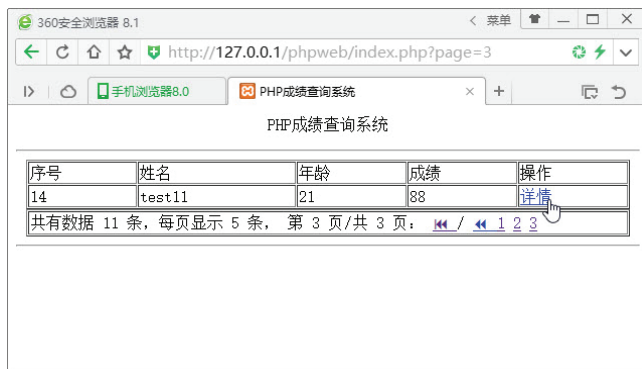 360安全浏览器 8.1 菜单
http://127.0.0.1/phpweb/index.php?page=3
手机浏览器8.0 PHP成绩查询系统
PHP成绩查询系统
序号 姓名 年龄 成绩 操作
14 test11 21 88 详情
共有数据 11 条，每页显示 5 条， 第 3 页/共 3 页： / 1 2 3